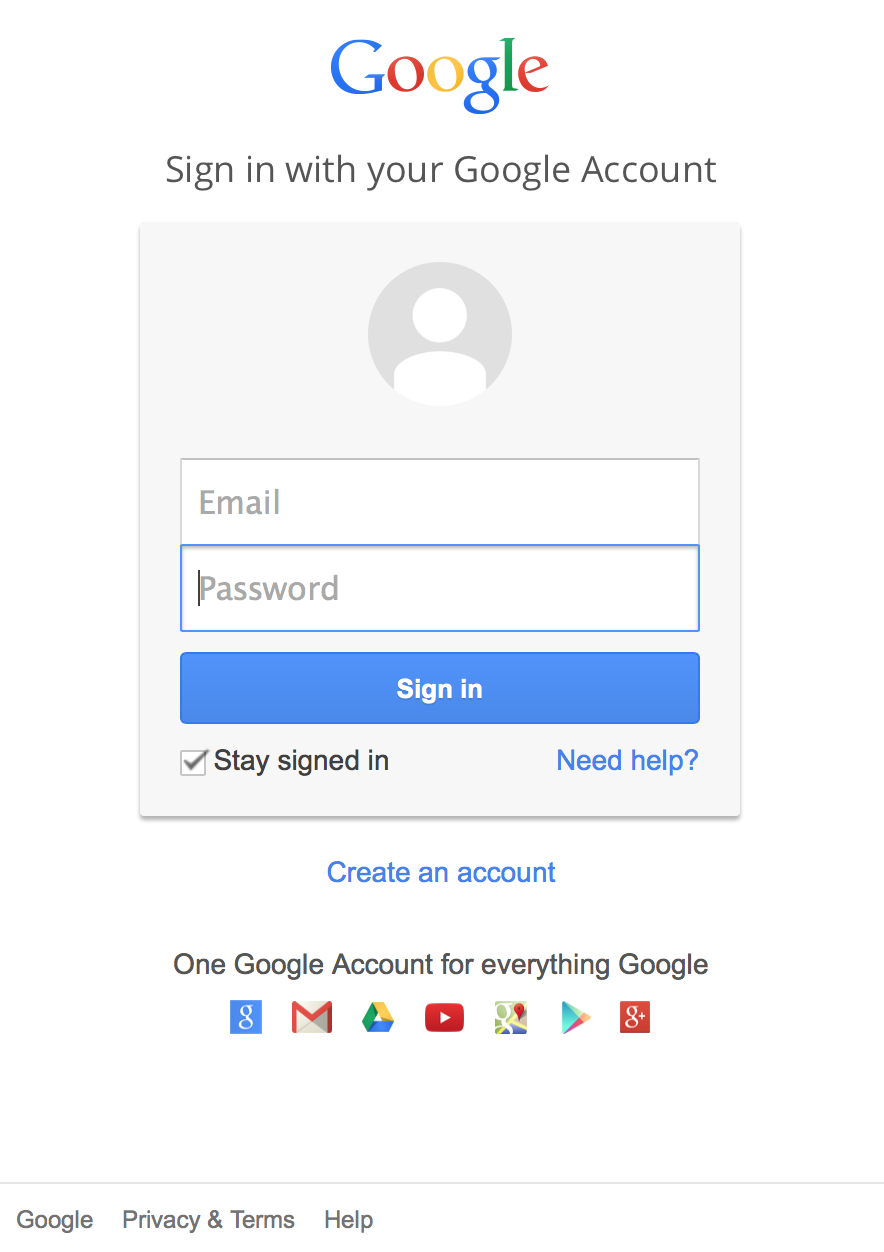 Google
Sign in with your Google Account
Email
Password
Sign in
Stay signed in Need help?
Create an account
One Google Account for everything Google
g g g+
Google Privacy & Terms Help